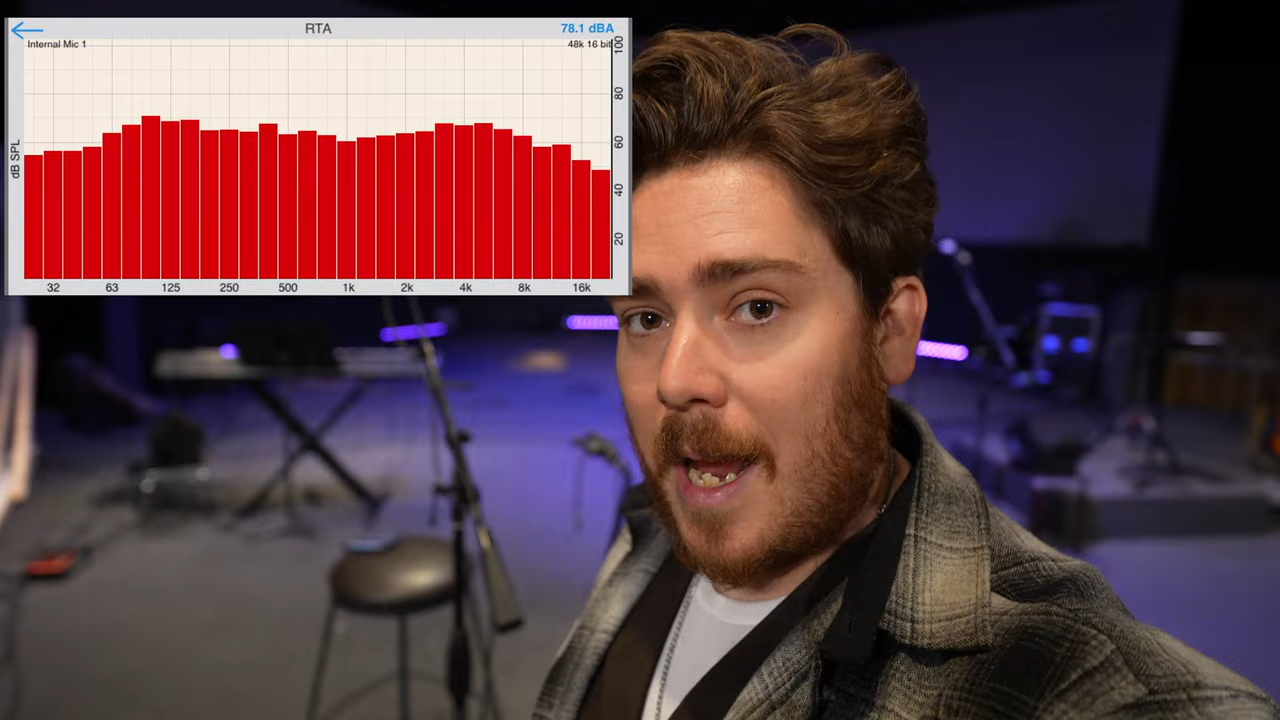 RTA
78.1 dBA
Internal Mic 1
48k 16 bit
100
80
60
40
20
dB SPL
32 63 125 250 500 1k 2k 4k 8k 16k